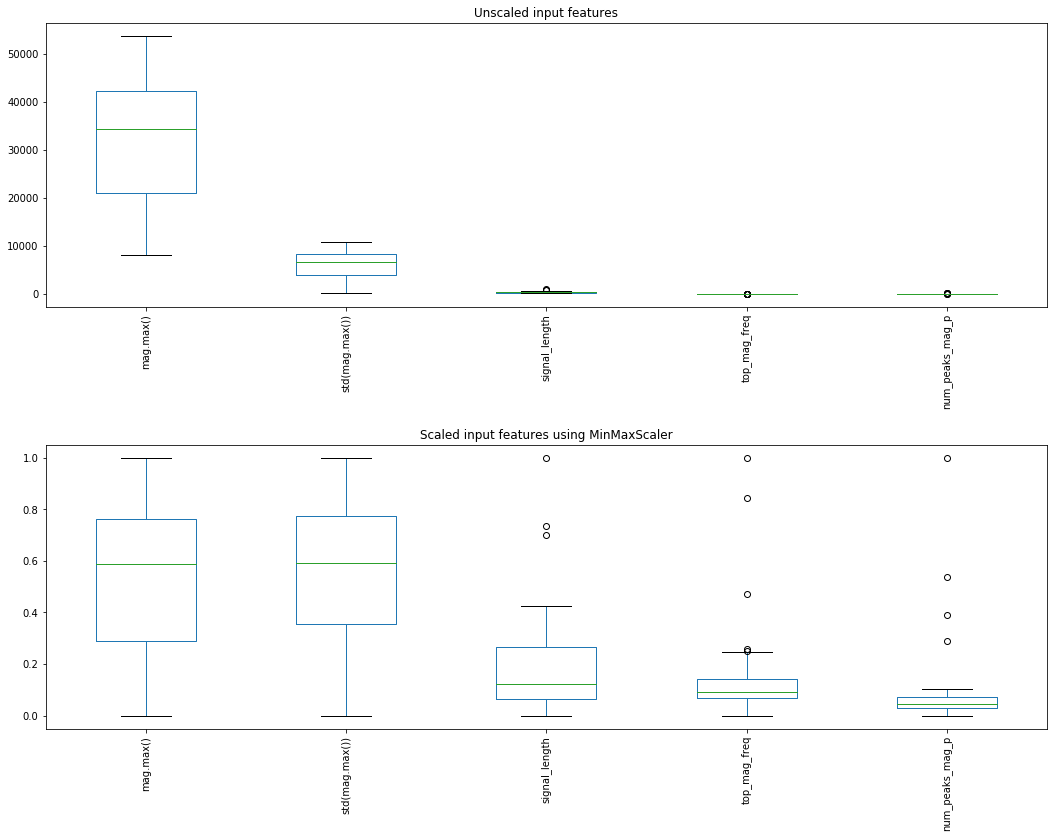 Unscaled input features
50000
40000
30000
20000
10000
0
mag.max()
std(mag.max())
signal_length
top_mag_freq
num_peaks_mag_p
Scaled input features using MinMaxScaler
1.0
0.8
0.6
0.4
0.2
0.0
mag.max()
std(mag.max())
signal_length
top_mag_freq
num_peaks_mag_p